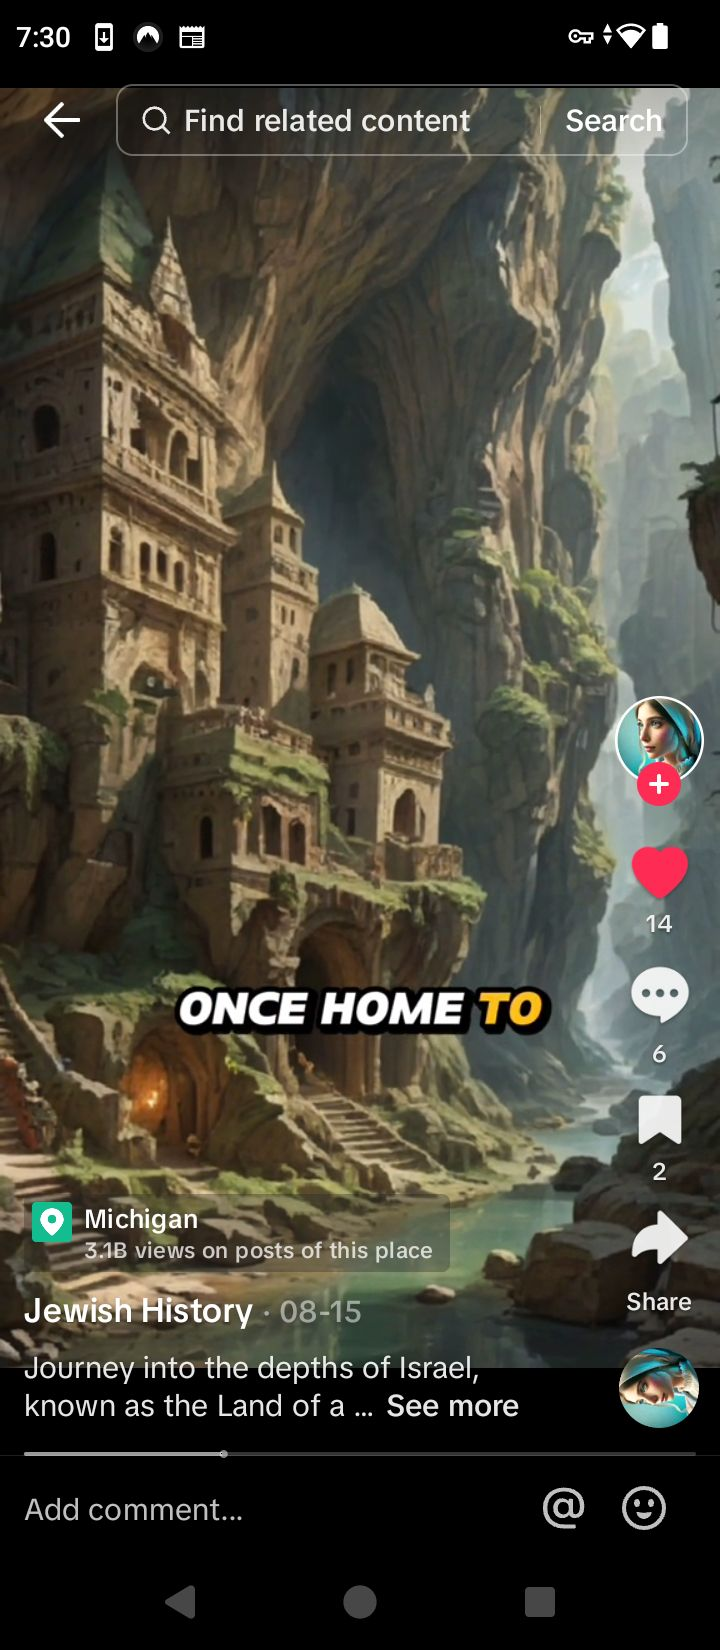 7:30
Find related content
Search
ONCE HOME TO
14
6
2
Michigan
3.1B views on posts of this place
Share
Jewish History · 08-15
Journey into the depths of Israel,
known as the Land of a ... See more
Add comment...